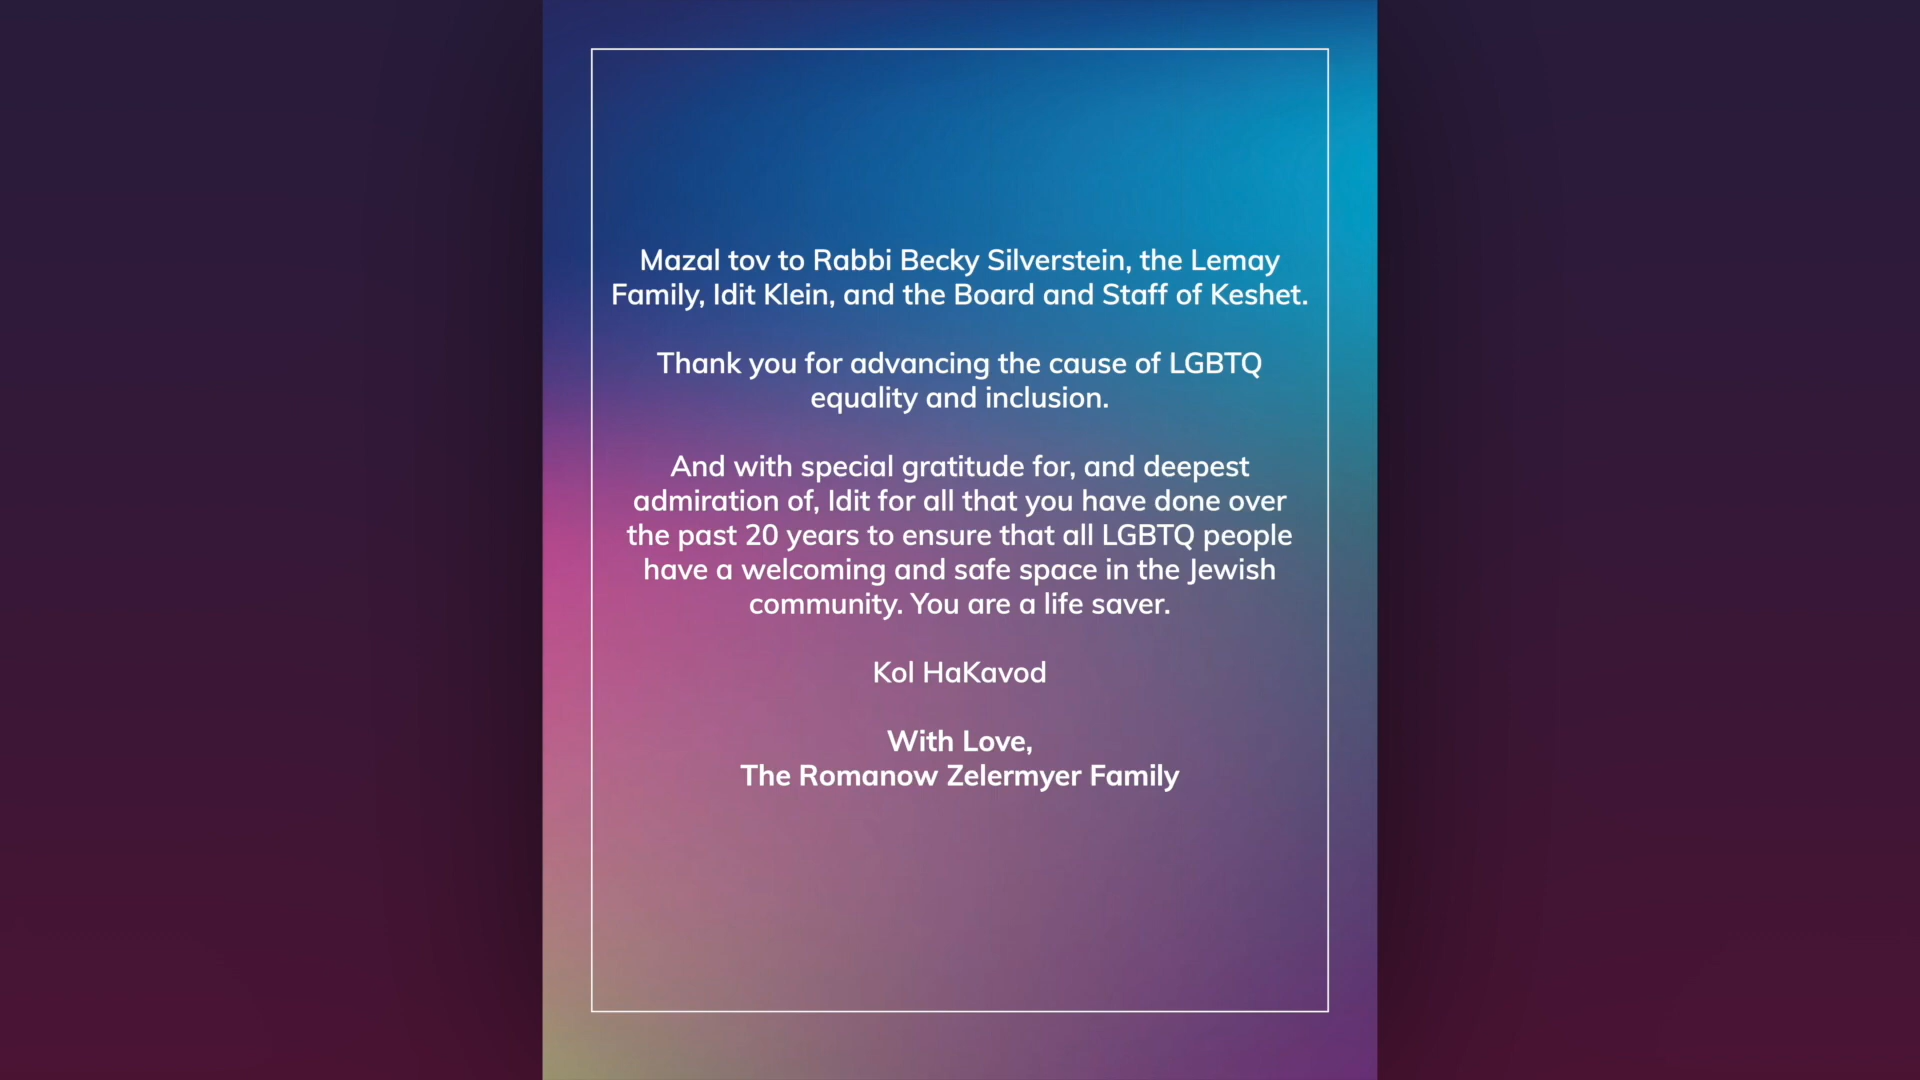 Mazal tov to Rabbi Becky Silverstein, the Lemay
Family, Idit Klein, and the Board and Staff of Keshet.
Thank you for advancing the cause of LGBTQ
equality and inclusion.
And with special gratitude for, and deepest
admiration of, Idit for all that you have done over
the past 20 years to ensure that all LGBTQ people
have a welcoming and safe space in the Jewish
community. You are a life saver.
Kol HaKavod
With Love,
The Romanow Zelermyer Family